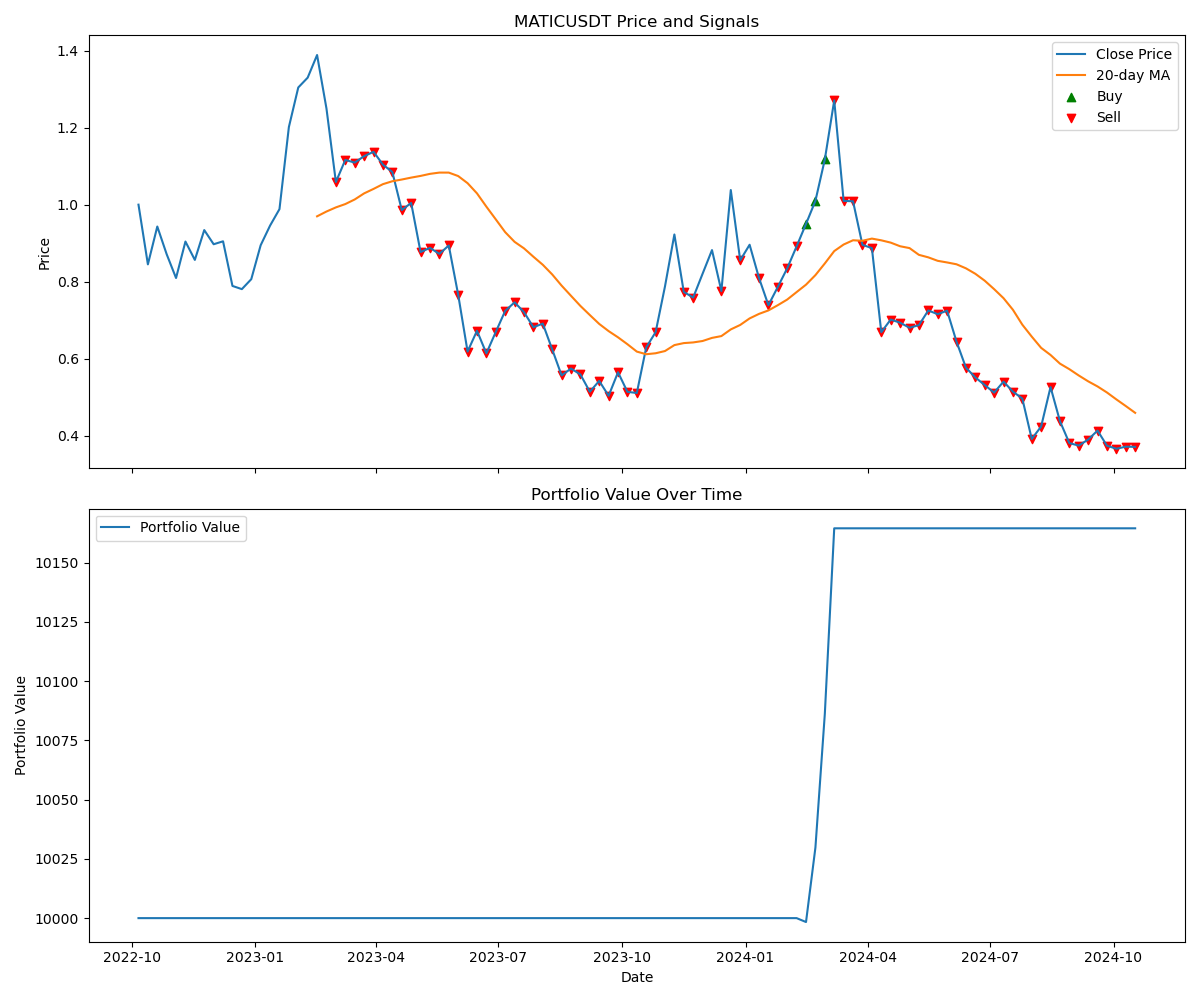 MATICUSDT Price and Signals
Price
1.4
1.2
1.0
0.8
0.6
0.4
Close Price
20-day MA
Buy
Sell
Portfolio Value Over Time
Portfolio Value
10150
10125
10100
10075
10050
10025
10000
Portfolio Value
2022-10
2023-01
2023-04
2023-07
2023-10
2024-01
2024-04
2024-07
2024-10
Date